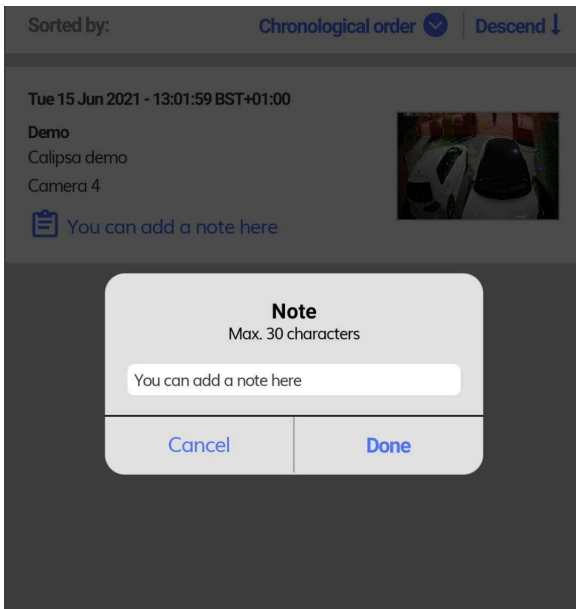 Sorted by: Chronological order Descend
Tue 15 Jun 2021 - 13:01:59 BST+01:00
Demo
Calipsa demo
Camera 4
You can add a note here
Note
Max. 30 characters
You can add a note here
Cancel Done